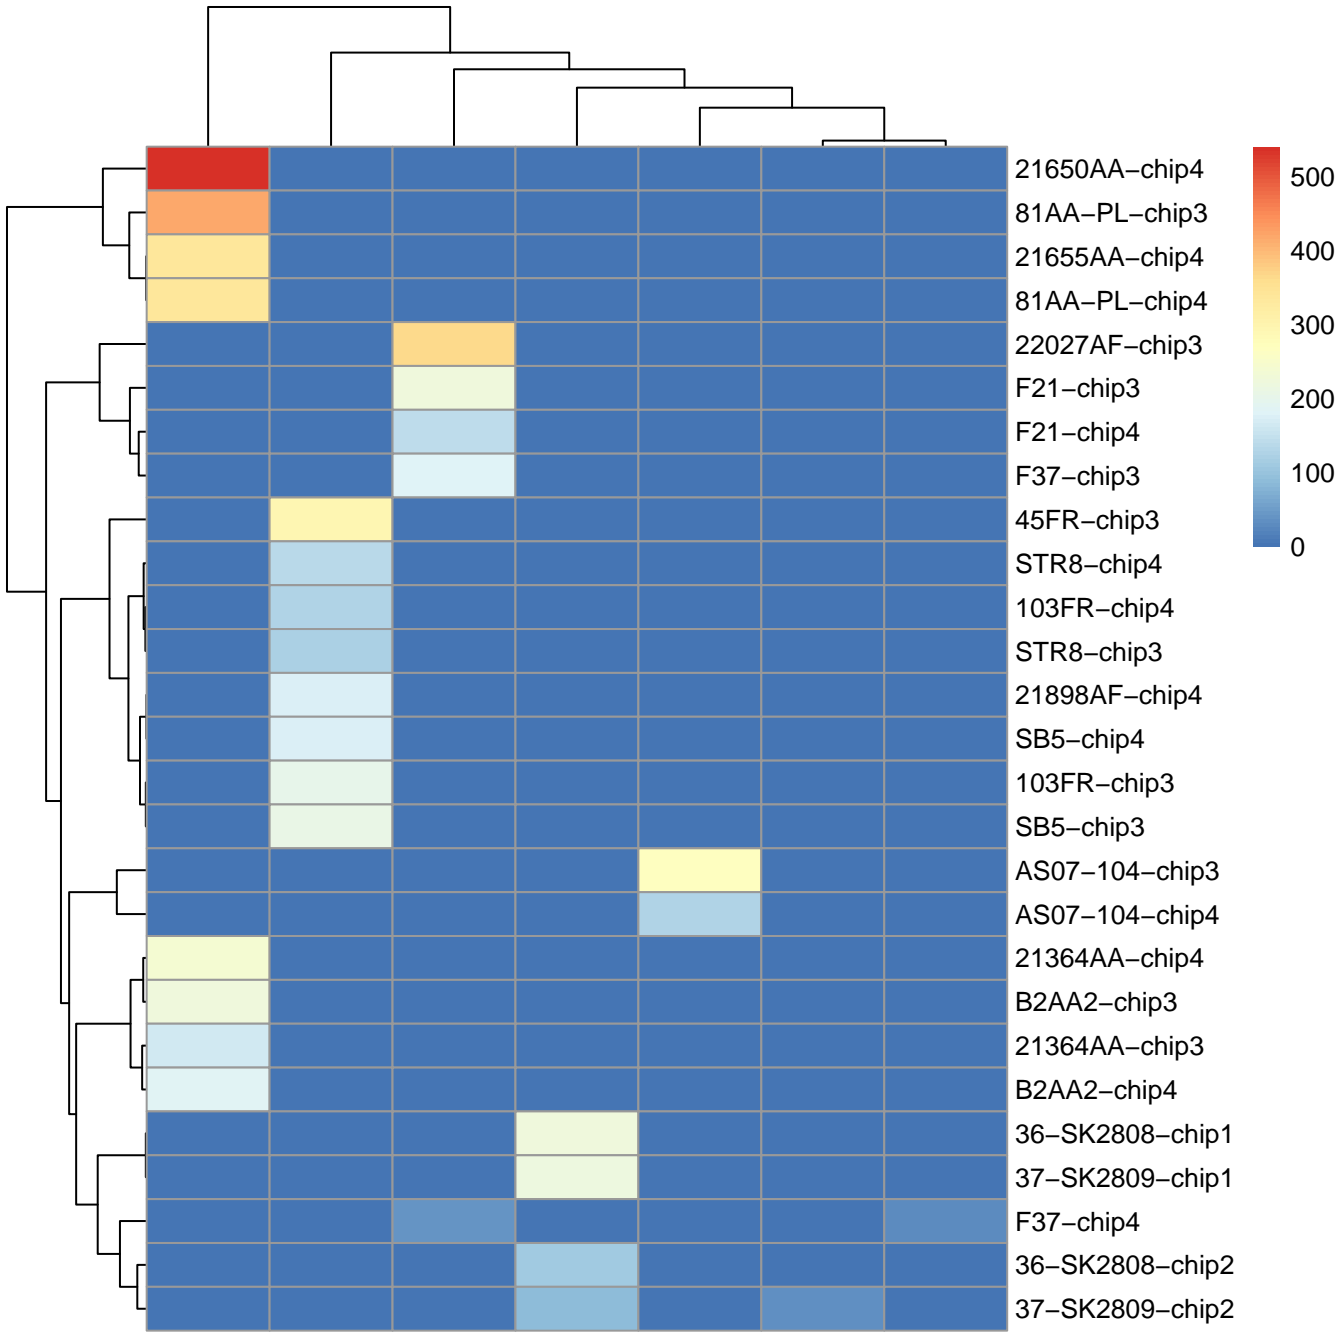 21650AA−chip4
81AA−PL−chip3
21655AA−chip4
81AA−PL−chip4
22027AF−chip3
F21−chip3
F21−chip4
F37−chip3
45FR−chip3
STR8−chip4
103FR−chip4
STR8−chip3
21898AF−chip4
SB5−chip4
103FR−chip3
SB5−chip3
AS07−104−chip3
AS07−104−chip4
21364AA−chip4
B2AA2−chip3
21364AA−chip3
B2AA2−chip4
36−SK2808−chip1
37−SK2809−chip1
F37−chip4
36−SK2808−chip2
37−SK2809−chip2
500
400
300
200
100
0